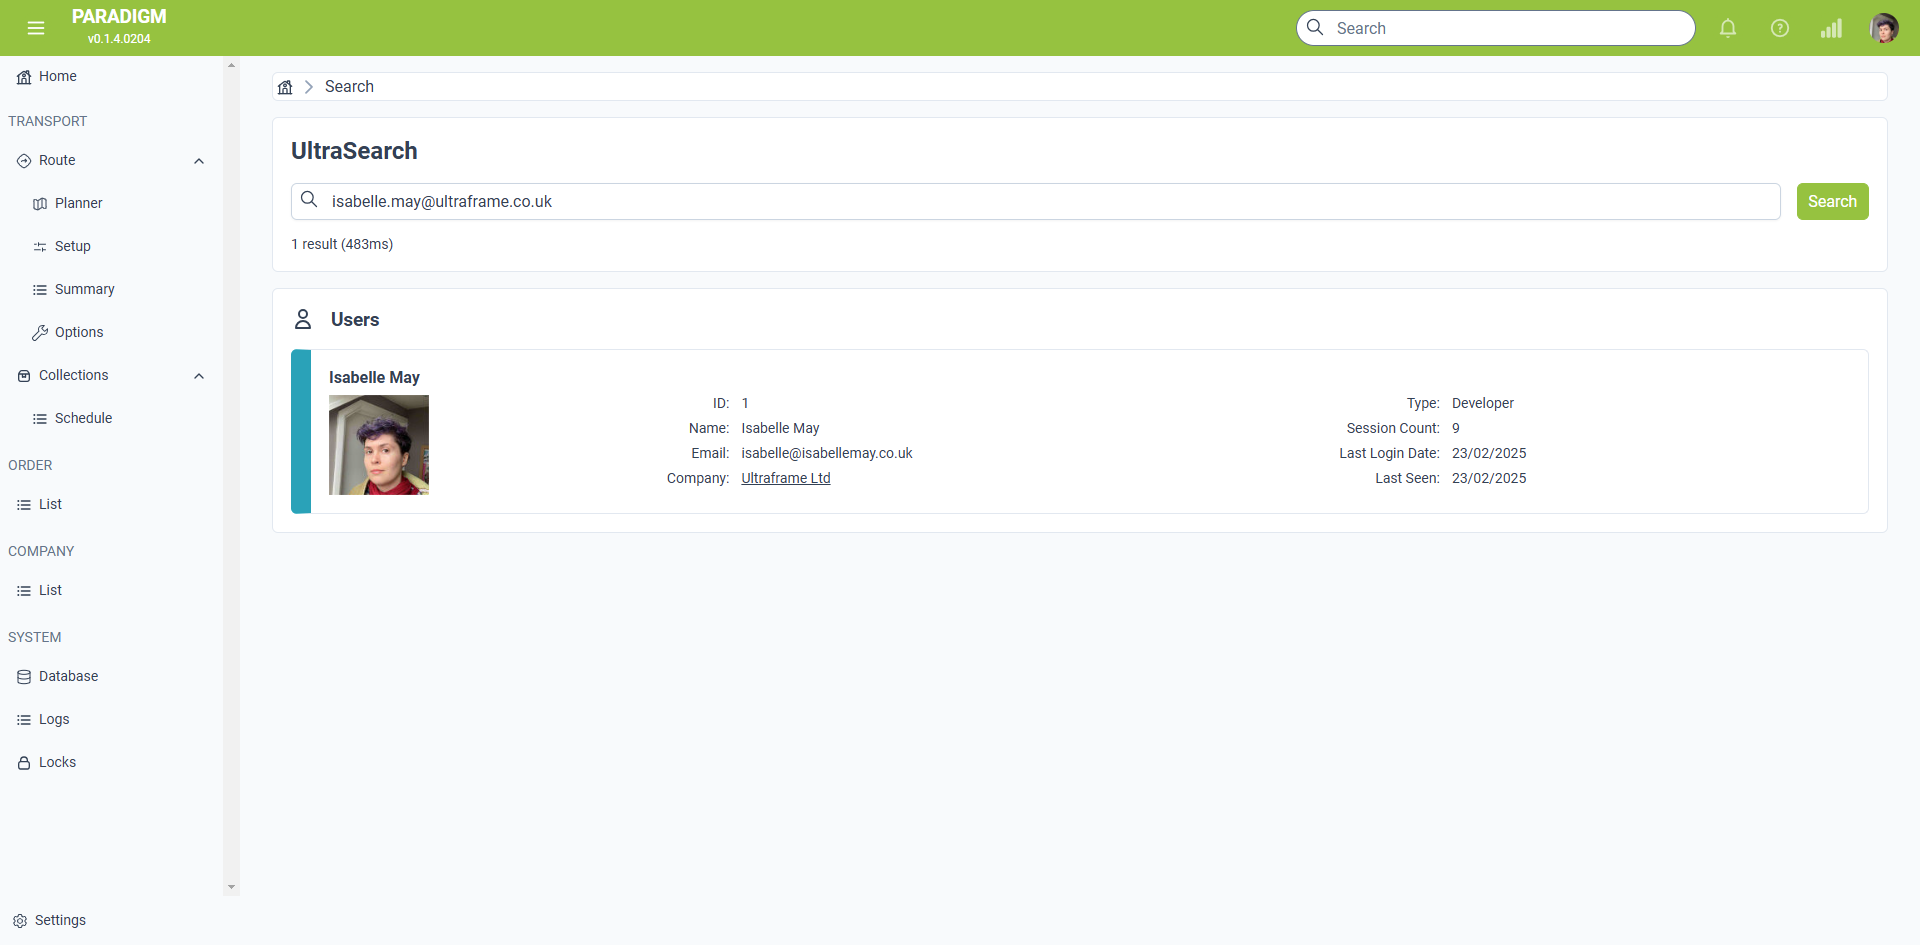 PARADIGM
v0.1.4.0204
Search
Home
TRANSPORT
Route
Planner
Setup
Summary
Options
Collections
Schedule
ORDER
List
COMPANY
List
SYSTEM
Database
Logs
Locks
Settings
Search
UltraSearch
isabelle.may@ultraframe.co.uk
Search
1 result (483ms)
Users
Isabelle May
ID: 1
Name: Isabelle May
Email: isabelle@isabellemay.co.uk
Company: Ultraframe Ltd
Type: Developer
Session Count: 9
Last Login Date: 23/02/2025
Last Seen: 23/02/2025